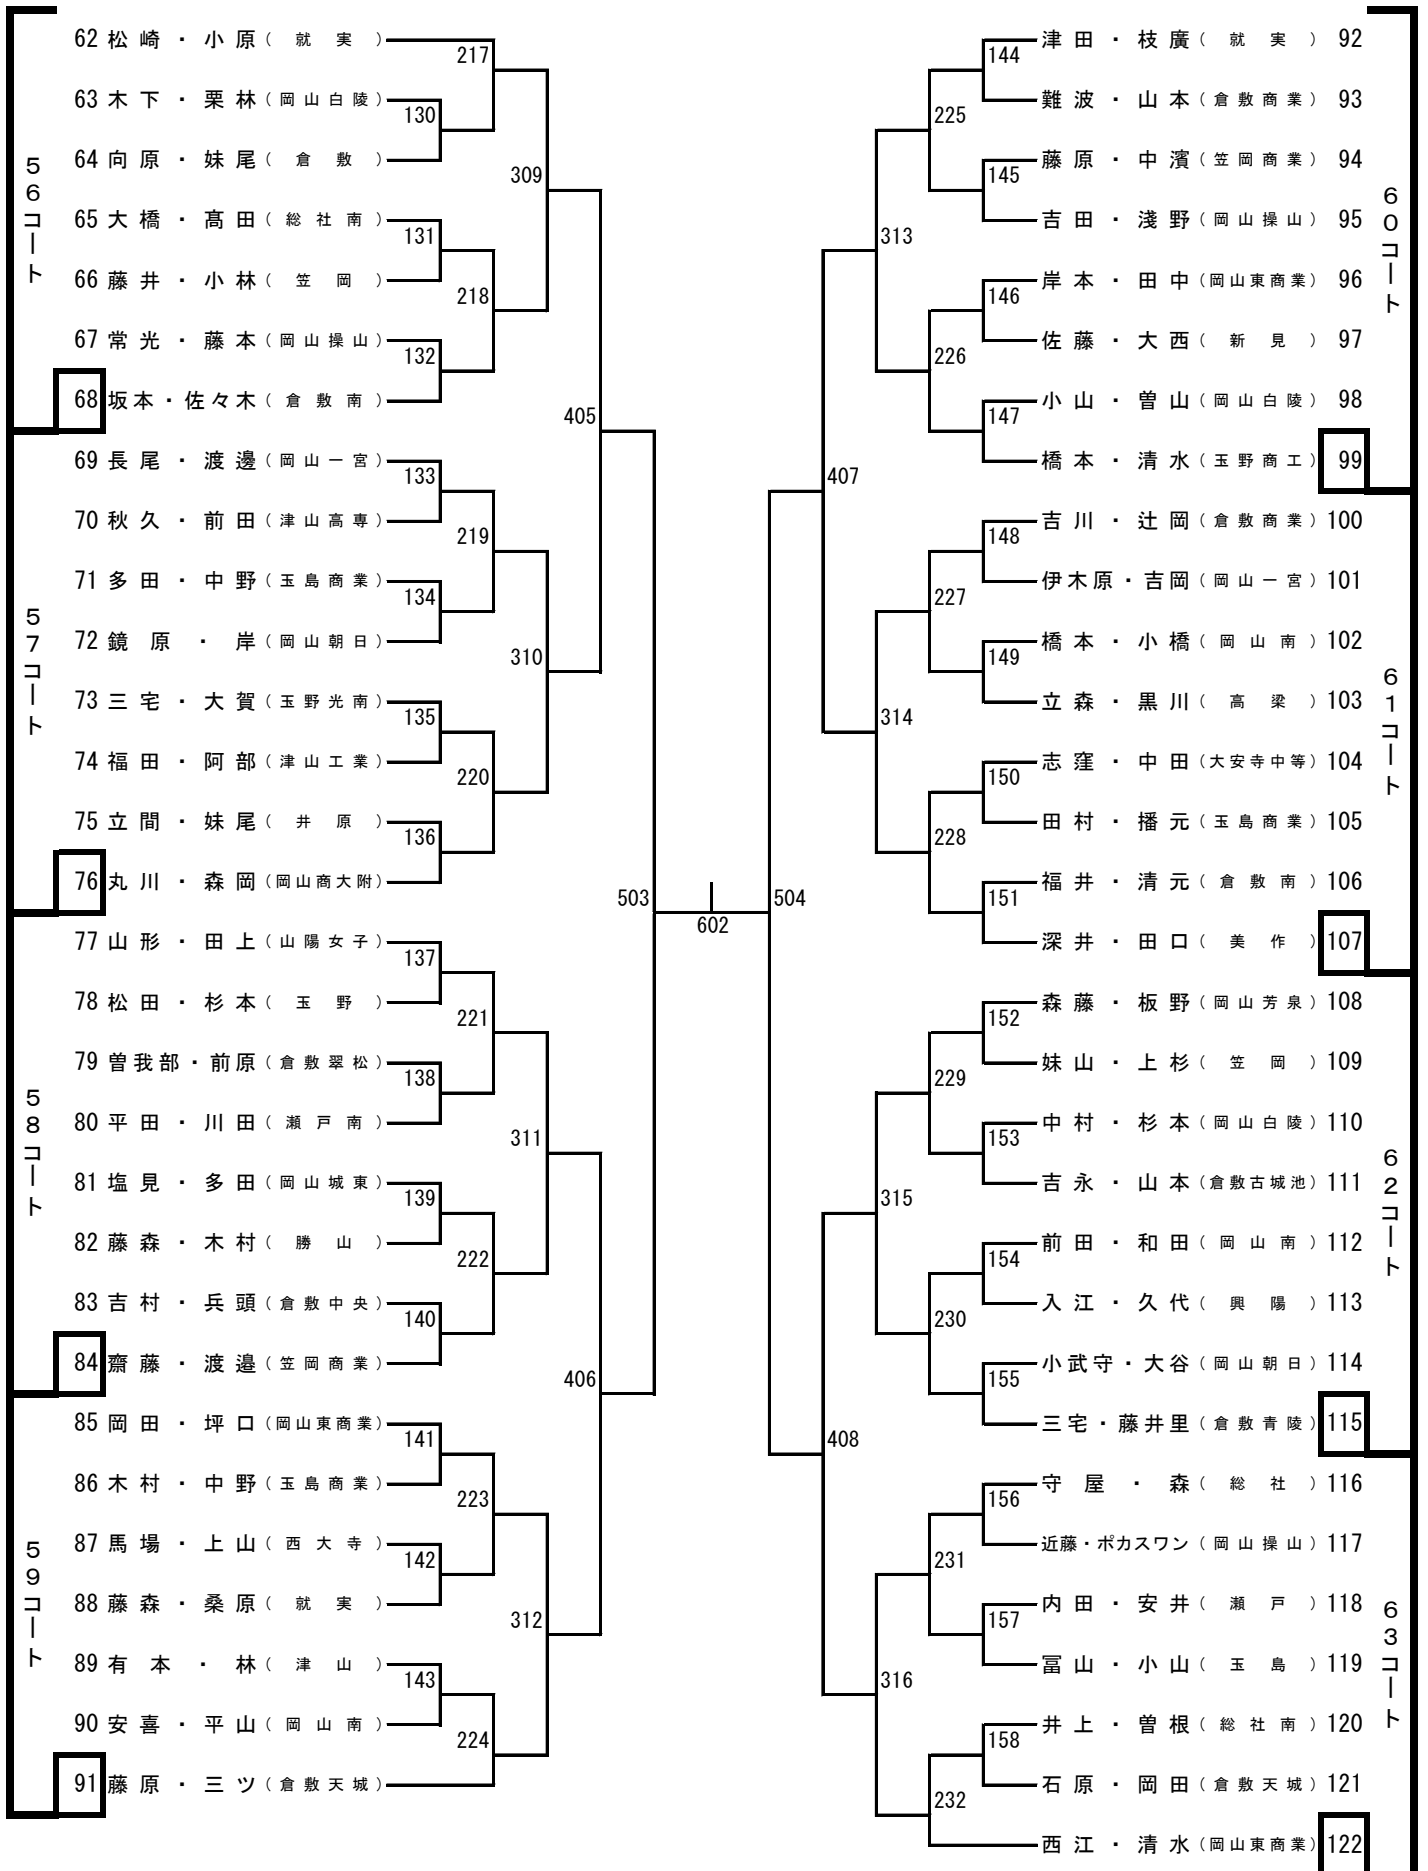 56コート
62 松崎・小原（就実）
63 木下・栗林（岡山白陵）
64 向原・妹尾（倉敷）
65 大橋・髙田（総社南）
66 藤井・小林（笠岡）
67 常光・藤本（岡山操山）
68 坂本・佐々木（倉敷南）
57コート
69 長尾・渡邊（岡山一宮）
70 秋久・前田（津山高専）
71 多田・中野（玉島商業）
72 鏡原・岸（岡山朝日）
73 三宅・大賀（玉野光南）
74 福田・阿部（津山工業）
75 立間・妹尾（井原）
76 丸川・森岡（岡山商大附）
58コート
77 山形・田上（山陽女子）
78 松田・杉本（玉野）
79 曽我部・前原（倉敷翠松）
80 平田・川田（瀬戸南）
81 塩見・多田（岡山城東）
82 藤森・木村（勝山）
83 吉村・兵頭（倉敷中央）
84 齋藤・渡邉（笠岡商業）
59コート
85 岡田・坪口（岡山東商業）
86 木村・中野（玉島商業）
87 馬場・上山（西大寺）
88 藤森・桑原（就実）
89 有本・林（津山）
90 安喜・平山（岡山南）
91 藤原・三ツ（倉敷天城）
217
130
131
218
132
133
219
134
135
220
136
137
221
138
139
222
140
141
223
142
143
224
309
310
311
312
405
406
503
602
504
407
408
313
314
315
316
225
226
227
228
229
230
231
232
144
145
146
147
148
149
150
151
152
153
154
155
156
157
158
60コート
津田・枝廣（就実） 92
難波・山本（倉敷商業） 93
藤原・中濱（笠岡商業） 94
吉田・淺野（岡山操山） 95
岸本・田中（岡山東商業） 96
佐藤・大西（新見） 97
小山・曽山（岡山白陵） 98
橋本・清水（玉野商工） 99
61コート
吉川・辻岡（倉敷商業） 100
伊木原・吉岡（岡山一宮） 101
橋本・小橋（岡山南） 102
立森・黒川（高梁） 103
志窪・中田（大安寺中等） 104
田村・播元（玉島商業） 105
福井・清元（倉敷南） 106
深井・田口（美作） 107
62コート
森藤・板野（岡山芳泉） 108
妹山・上杉（笠岡） 109
中村・杉本（岡山白陵） 110
吉永・山本（倉敷古城池） 111
前田・和田（岡山南） 112
入江・久代（興陽） 113
小武守・大谷（岡山朝日） 114
三宅・藤井里（倉敷青陵） 115
63コート
守屋・森（総社） 116
近藤・ポカスワン（岡山操山） 117
内田・安井（瀬戸） 118
冨山・小山（玉島） 119
井上・曽根（総社南） 120
石原・岡田（倉敷天城） 121
西江・清水（岡山東商業） 122